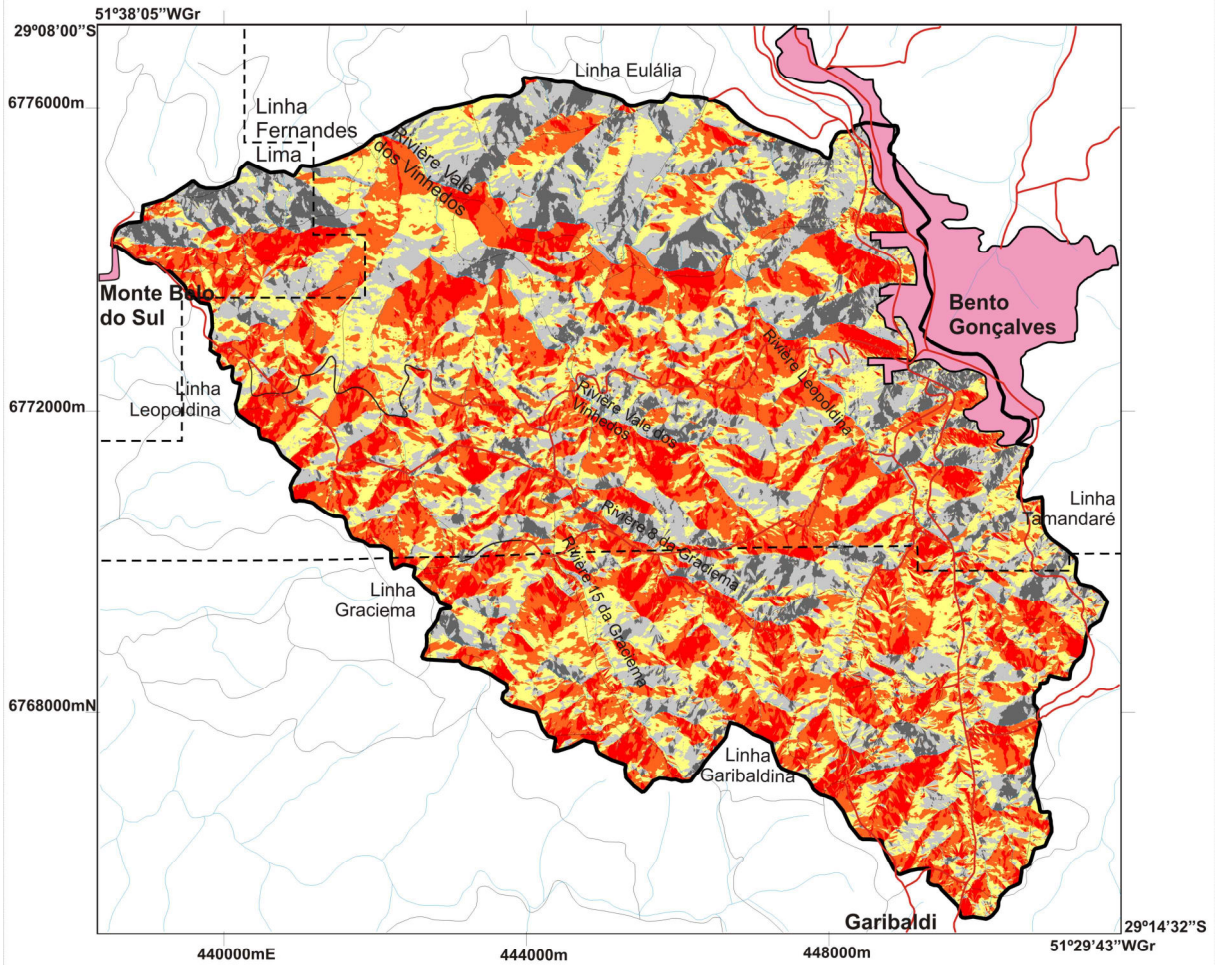 51º38'05"WGr
29º08'00"S
Linha Eulália
6776000m
Linha
Fernandes
Lima
Rivière Vale
dos Vinhedos
Monte Belo
do Sul
Bento
Gonçalves
Linha
Leopoldina
6772000m
Rivière Leopoldina
Rivière Vale dos
Vinhedos
Linha
Tamandaré
Rivière 8 da Graciema
Rivière 15 da Graciema
Linha
Graciema
6768000mN
Linha
Garibaldina
Garibaldi
29º14'32"S
440000mE
444000m
448000m
51º29'43"WGr